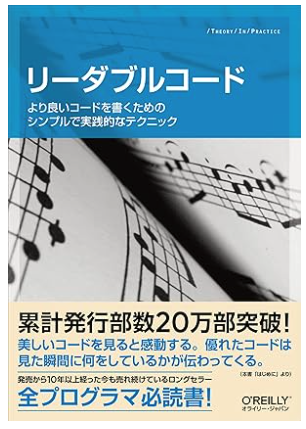 /THEORY/IN/PRACTICE
リーダブルコード
より良いコードを書くための
シンプルで実践的なテクニック
累計発行部数20万部突破!
美しいコードを見ると感動する。優れたコードは
見た瞬間に何をしているかが伝わってくる。
(本書「はじめに」より)
発売から10年以上経った今も売れ続けているロングセラー
全プログラマ必読書!
O'REILLY®
オライリー・ジャパン